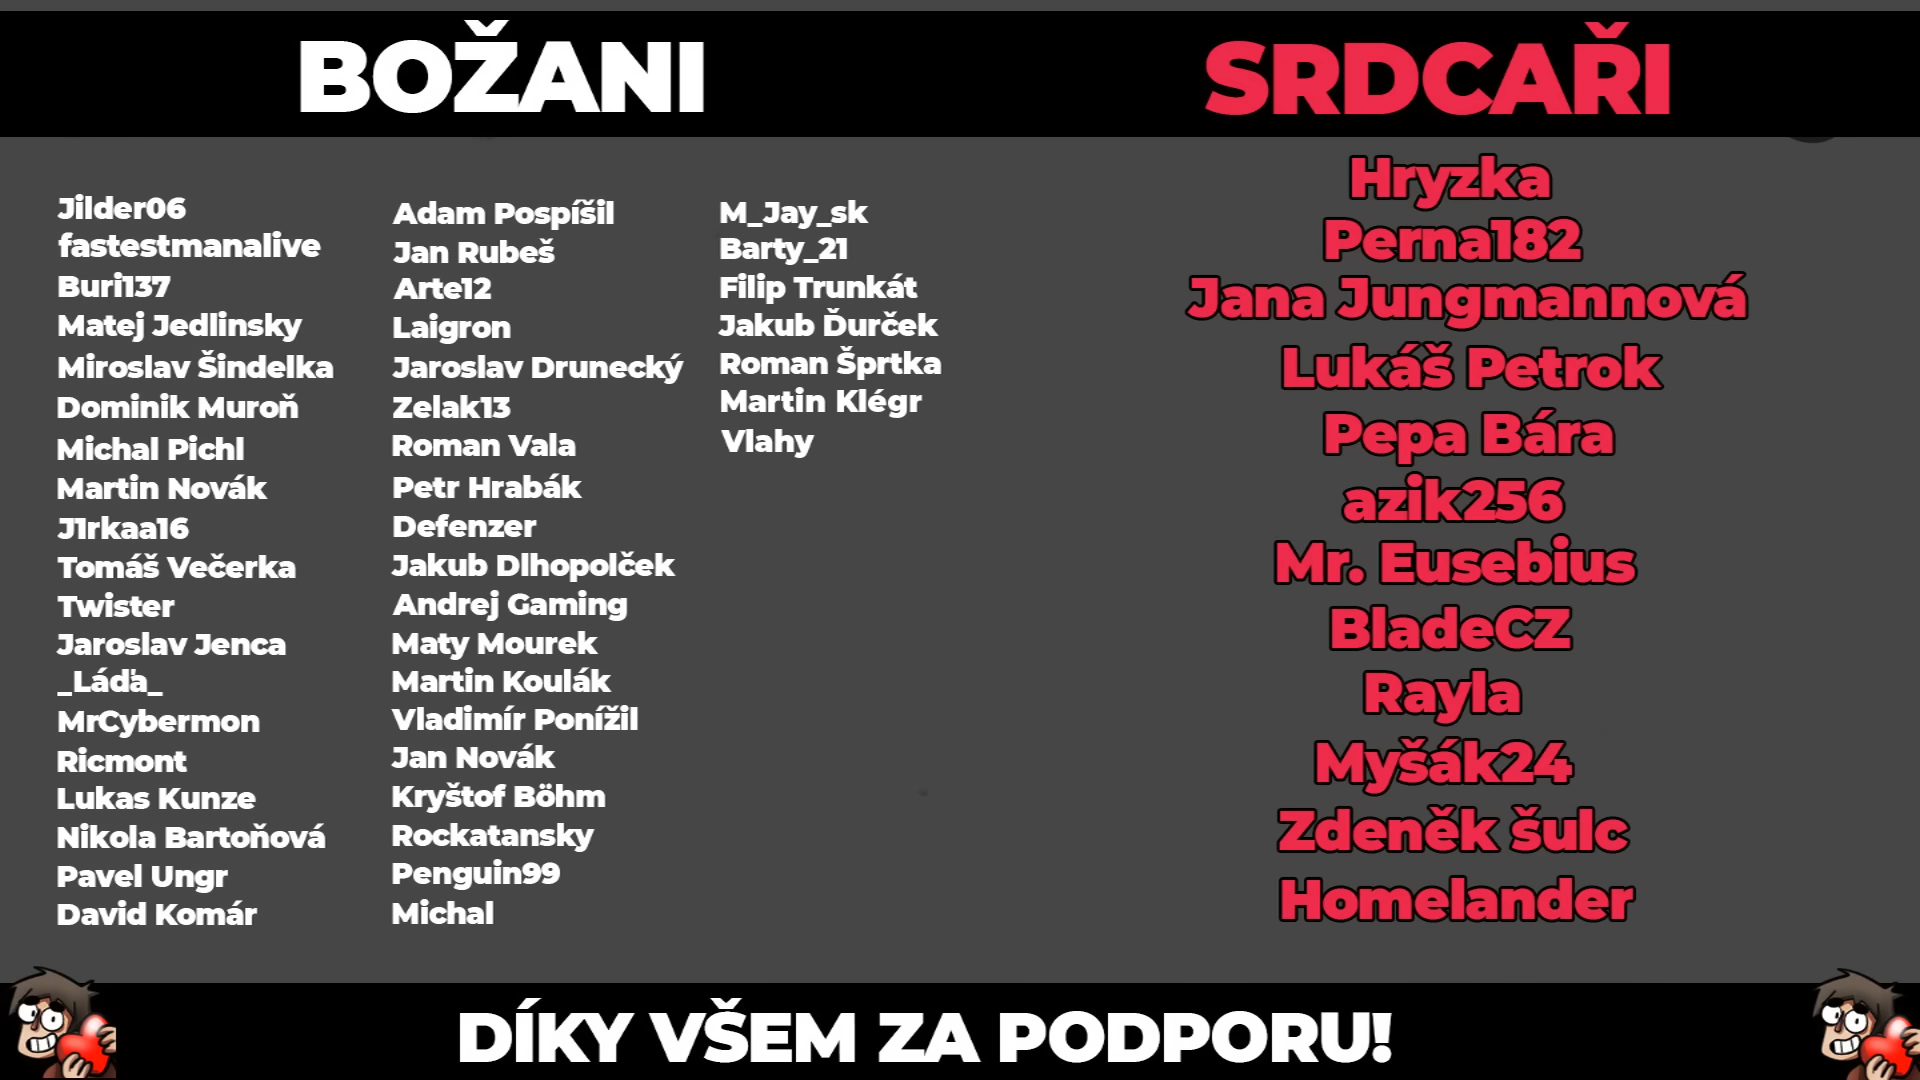 BOŽANI
Jilder06
fastestmanalive
Buri137
Matej Jedlinsky
Miroslav Šindelka
Dominik Muroň
Michal Pichl
Martin Novák
J1rkaa16
Tomáš Večerka
Twister
Jaroslav Jenca
_Láďa_
MrCybermon
Ricmont
Lukas Kunze
Nikola Bartoňová
Pavel Ungr
David Komár
Adam Pospíšil
Jan Rubeš
Arte12
Laigron
Jaroslav Drunecký
Zelak13
Roman Vala
Petr Hrabák
Defenzer
Jakub Dlhopolček
Andrej Gaming
Maty Mourek
Martin Koulák
Vladimír Ponížil
Jan Novák
Kryštof Böhm
Rockatansky
Penguin99
Michal
M_Jay_sk
Barty_21
Filip Trunkát
Jakub Ďurček
Roman Šprtka
Martin Klégr
Vlahy
SRDCAŘI
Hryzka
Perna182
Jana Jungmannová
Lukáš Petrok
Pepa Bára
azik256
Mr. Eusebius
BladeCZ
Rayla
Myšák24
Zdeněk šulc
Homelander
DÍKY VŠEM ZA PODPORU!